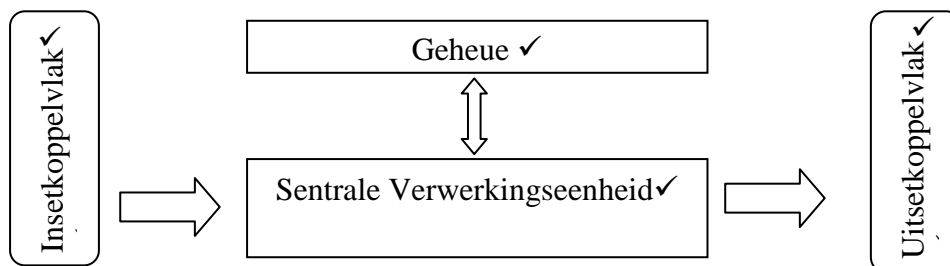 Insetkoppelvlak ✓
Geheue ✓
Sentrale Verwerkingseenheid ✓
Uitsetkoppelvlak ✓